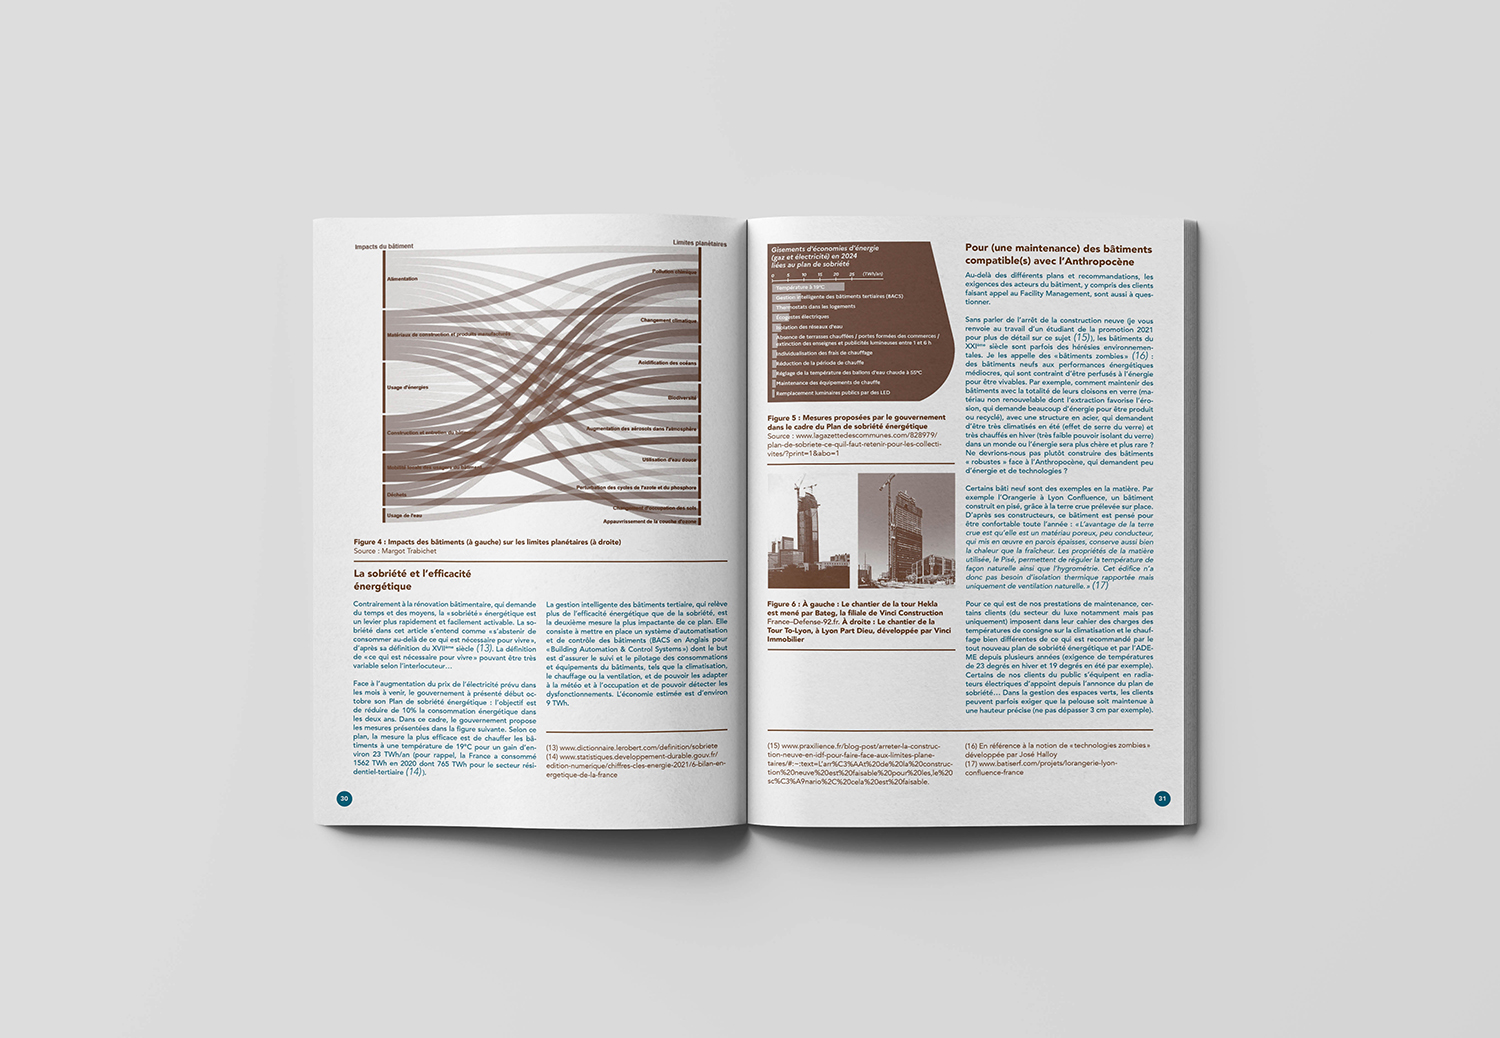 Impacts du bâtiment
Limites planétaires
Alimentation
Matériaux de construction et produits manufacturés
Usage d'énergies
Construction et entretien du bâtiment
Mobilité locale des usagers du bâtiment
Déchets
Usage de l'eau
Pollution chimique
Changement climatique
Acidification des océans
Biodiversité
Augmentation des aérosols dans l'atmosphère
Utilisation d'eau douce
Perturbation des cycles de l'azote et du phosphore
Changement d'occupation des sols
Appauvrissement de la couche d'ozone
Figure 4 : Impacts des bâtiments (à gauche) sur les limites planétaires (à droite)
Source : Margot Trabichet
La sobriété et l'efficacité
énergétique
Contrairement à la rénovation bâtimentaire, qui demande
du temps et des moyens, la « sobriété » énergétique est
un levier plus rapidement et facilement activable. La so-
briété dans cet article s'entend comme « s'abstenir de
consommer au-delà de ce qui est nécessaire pour vivre »,
d'après sa définition du XVIIème siècle (13). La définition
de « ce qui est nécessaire pour vivre » pouvant être très
variable selon l'interlocuteur…
Face à l'augmentation du prix de l'électricité prévu dans
les mois à venir, le gouvernement à présenté début oc-
tobre son Plan de sobriété énergétique : l'objectif est
de réduire de 10% la consommation énergétique dans
les deux ans. Dans ce cadre, le gouvernement propose
les mesures présentées dans la figure suivante. Selon ce
plan, la mesure la plus efficace est de chauffer les bâ-
timents à une température de 19°C pour un gain d'en-
viron 23 TWh/an (pour rappel, la France a consommé
1562 TWh en 2020 dont 765 TWh pour le secteur rési-
dentiel-tertiaire (14)).
La gestion intelligente des bâtiments tertiaire, qui relève
plus de l'efficacité énergétique que de la sobriété, est
la deuxième mesure la plus impactante de ce plan. Elle
consiste à mettre en place un système d'automatisation
et de contrôle des bâtiments (BACS en Anglais pour
« Building Automation & Control Systems ») dont le but
est d'assurer le suivi et le pilotage des consommations
et équipements du bâtiments, tels que la climatisation,
le chauffage ou la ventilation, et de pouvoir les adapter
à la météo et à l'occupation et de pouvoir détecter les
dysfonctionnements. L'économie estimée est d'environ
9 TWh.
(13) www.dictionnaire.lerobert.com/definition/sobriete
(14) www.statistiques.developpement-durable.gouv.fr/
edition-numerique/chiffres-cles-energie-2021/6-bilan-en-
ergetique-de-la-france
30
Gisements d'économies d'énergie
(gaz et électricité) en 2024
liées au plan de sobriété
0 5 10 15 20 25 (TWh/an)
Température à 19°C
Gestion intelligente des bâtiments tertiaires (BACS)
Thermostats dans les logements
Écogestes électriques
Isolation des réseaux d'eau
Absence de terrasses chauffées / portes formées des commerces /
extinction des enseignes et publicités lumineuses entre 1 et 6 h
Individualisation des frais de chauffage
Réduction de la période de chauffe
Réglage de la température des ballons d'eau chaude à 55°C
Maintenance des équipements de chauffe
Remplacement luminaires publics par des LED
Figure 5 : Mesures proposées par le gouvernement
dans le cadre du Plan de sobriété énergétique
Source : www.lagazettedescommunes.com/828979/
plan-de-sobriete-ce-quil-faut-retenir-pour-les-collecti-
vites/?print=1&abo=1
Figure 6 : À gauche : Le chantier de la tour Hekla
est mené par Bateg, la filiale de Vinci Construction
France–Defense-92.fr. À droite : Le chantier de la
Tour To-Lyon, à Lyon Part Dieu, développée par Vinci
Immobilier
(15) www.praxilience.fr/blog-post/arreter-la-construc-
tion-neuve-en-idf-pour-faire-face-aux-limites-plane-
taires/#:~:text=L'arr%C3%AAt%20de%20la%20construc-
tion%20neuve%20est%20faisable%20pour%20les,le%20
sc%C3%A9nario%2C%20cela%20est%20faisable.
Pour (une maintenance) des bâtiments
compatible(s) avec l'Anthropocène
Au-delà des différents plans et recommandations, les
exigences des acteurs du bâtiment, y compris des clients
faisant appel au Facility Management, sont aussi à ques-
tionner.
Sans parler de l'arrêt de la construction neuve (je vous
renvoie au travail d'un étudiant de la promotion 2021
pour plus de détail sur ce sujet (15)), les bâtiments du
XXIème siècle sont parfois des hérésies environnemen-
tales. Je les appelle des « bâtiments zombies » (16) :
des bâtiments neufs aux performances énergétiques
médiocres, qui sont contraint d'être perfusés à l'énergie
pour être vivables. Par exemple, comment maintenir des
bâtiments avec la totalité de leurs cloisons en verre (ma-
tériau non renouvelable dont l'extraction favorise l'éro-
sion, qui demande beaucoup d'énergie pour être produit
ou recyclé), avec une structure en acier, qui demandent
d'être très climatisés en été (effet de serre du verre) et
très chauffés en hiver (très faible pouvoir isolant du verre)
dans un monde ou l'énergie sera plus chère et plus rare ?
Ne devrions-nous pas plutôt construire des bâtiments
« robustes » face à l'Anthropocène, qui demandent peu
d'énergie et de technologies ?
Certains bâti neuf sont des exemples en la matière. Par
exemple l'Orangerie à Lyon Confluence, un bâtiment
construit en pisé, grâce à la terre crue prélevée sur place.
D'après ses constructeurs, ce bâtiment est pensé pour
être confortable toute l'année : « L'avantage de la terre
crue est qu'elle est un matériau poreux, peu conducteur,
qui mis en œuvre en parois épaisses, conserve aussi bien
la chaleur que la fraîcheur. Les propriétés de la matière
utilisée, le Pisé, permettent de réguler la température de
façon naturelle ainsi que l'hygrométrie. Cet édifice n'a
donc pas besoin d'isolation thermique rapportée mais
uniquement de ventilation naturelle. » (17)
Pour ce qui est de nos prestations de maintenance, cer-
tains clients (du secteur du luxe notamment mais pas
uniquement) imposent dans leur cahier des charges des
températures de consigne sur la climatisation et le chauf-
fage bien différentes de ce qui est recommandé par le
tout nouveau plan de sobriété énergétique et par l'ADE-
ME depuis plusieurs années (exigence de températures
de 23 degrés en hiver et 19 degrés en été par exemple).
Certains de nos clients du public s'équipent en radia-
teurs électriques d'appoint depuis l'annonce du plan de
sobriété… Dans la gestion des espaces verts, les clients
peuvent parfois exiger que la pelouse soit maintenue à
une hauteur précise (ne pas dépasser 3 cm par exemple).
(16) En référence à la notion de « technologies zombies »
développée par José Halloy
(17) www.batiserf.com/projets/lorangerie-lyon-
confluence-france
31